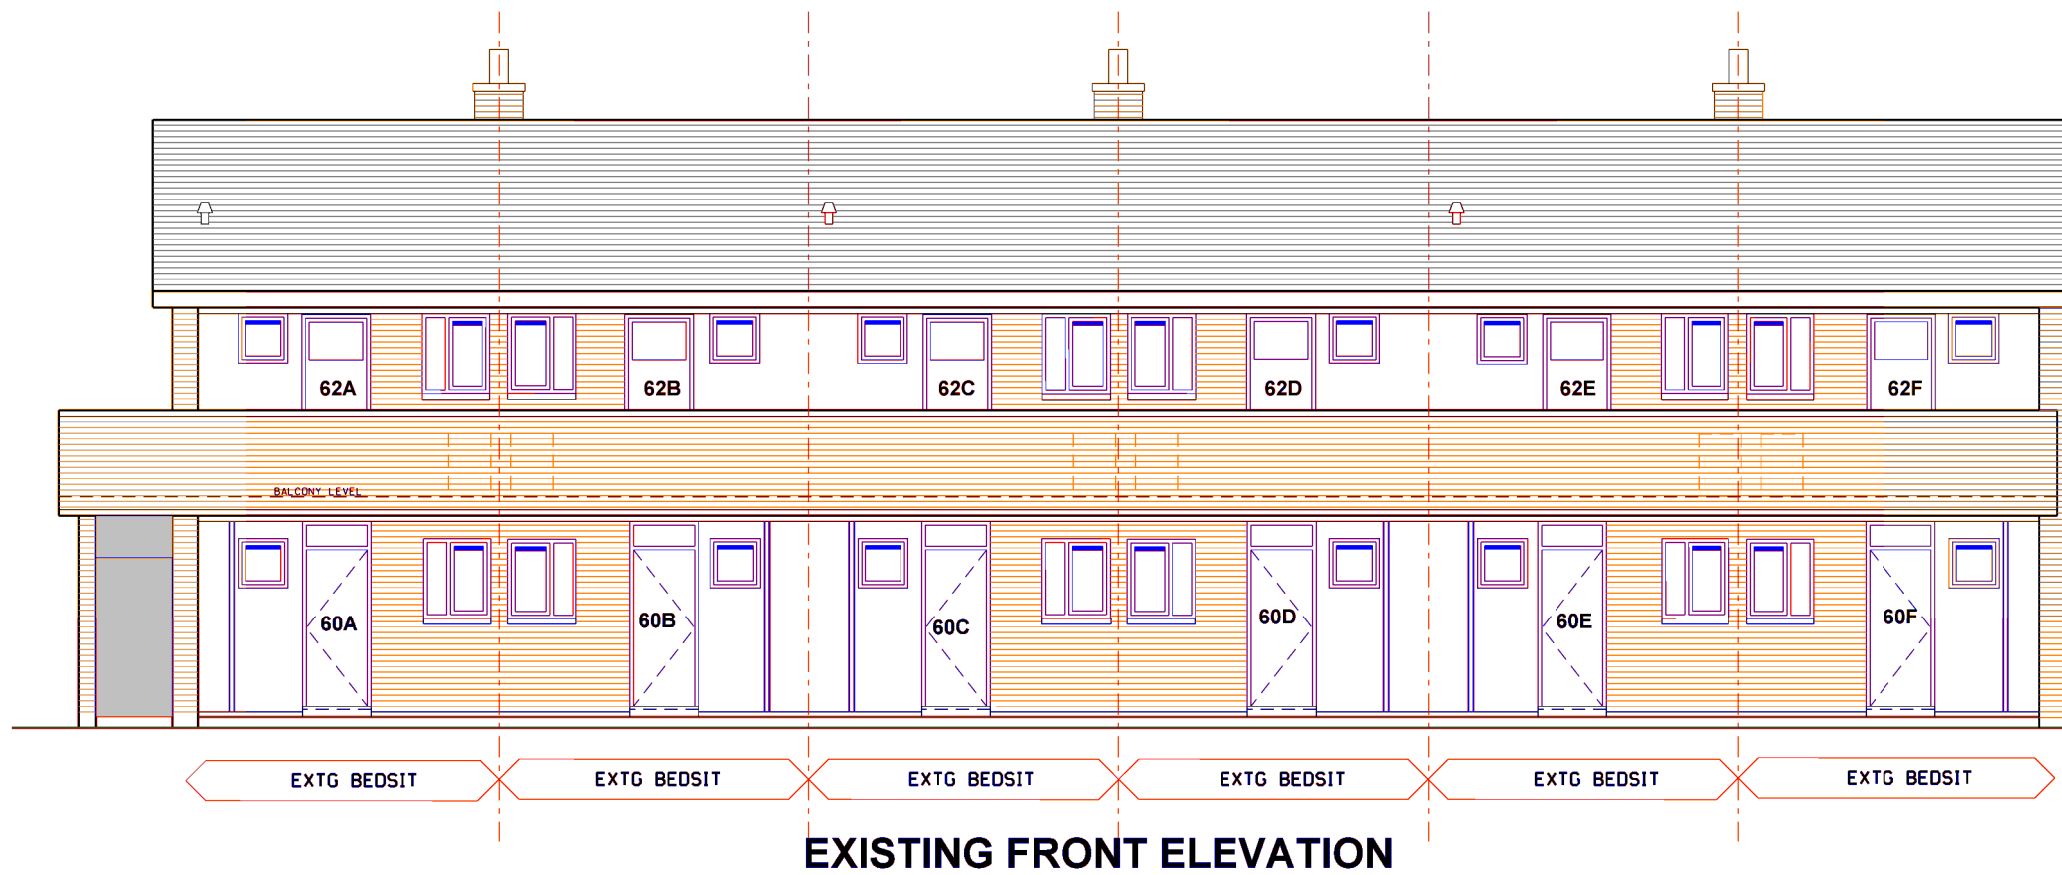 62A 62B 62C 62D 62E 62F
BALCONY LEVEL
60A 60B 60C 60D 60E 60F
EXTG BEDSIT EXTG BEDSIT EXTG BEDSIT EXTG BEDSIT EXTG BEDSIT EXTG BEDSIT
EXISTING FRONT ELEVATION